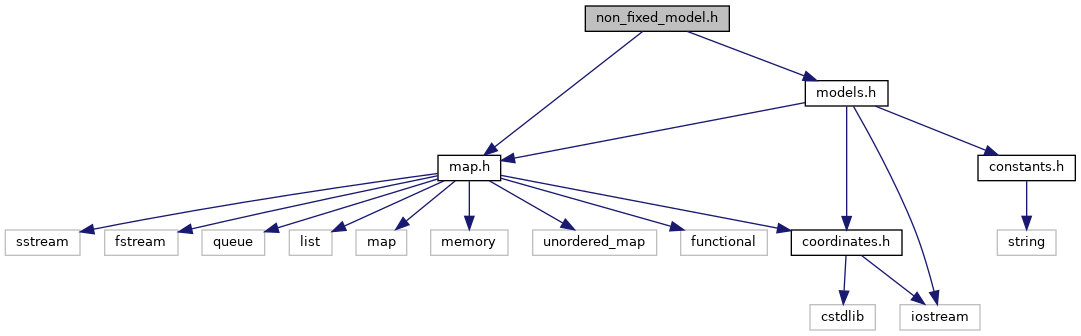 non_fixed_model.h
models.h
map.h
constants.h
sstream
fstream
queue
list
map
memory
unordered_map
functional
coordinates.h
string
cstdlib
iostream